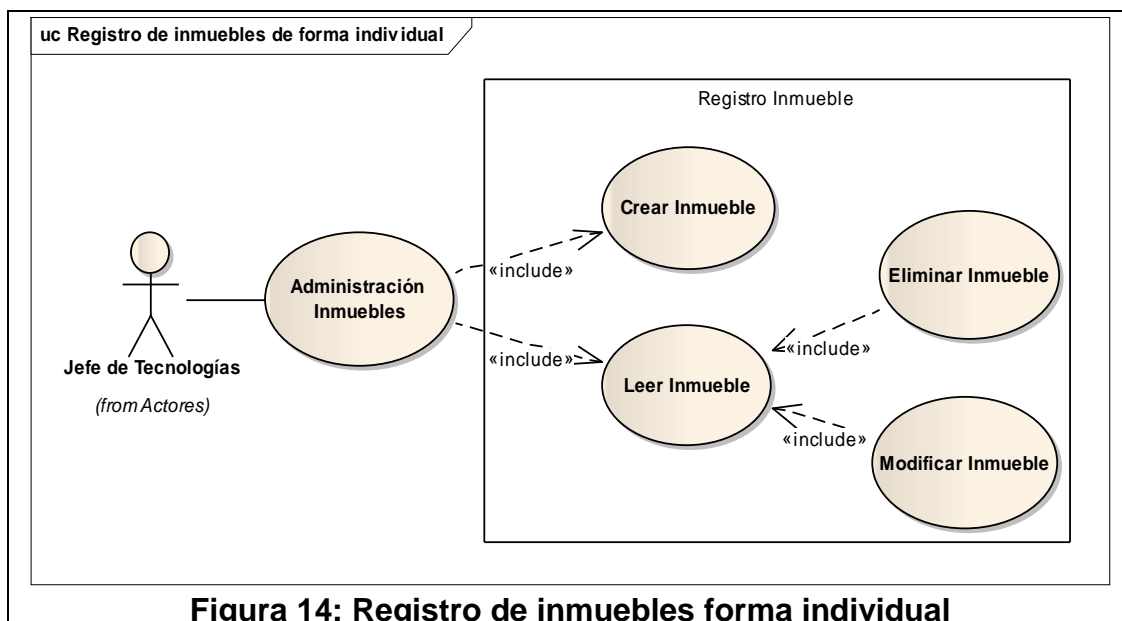 uc Registro de inmuebles de forma individual
Registro Inmueble
Crear Inmueble
«include»
Eliminar Inmueble
Administración
Inmuebles
Jefe de Tecnologías
(from Actores)
«include»
Leer Inmueble
«include»
«include»
Modificar Inmueble
Figura 14: Registro de inmuebles forma individual